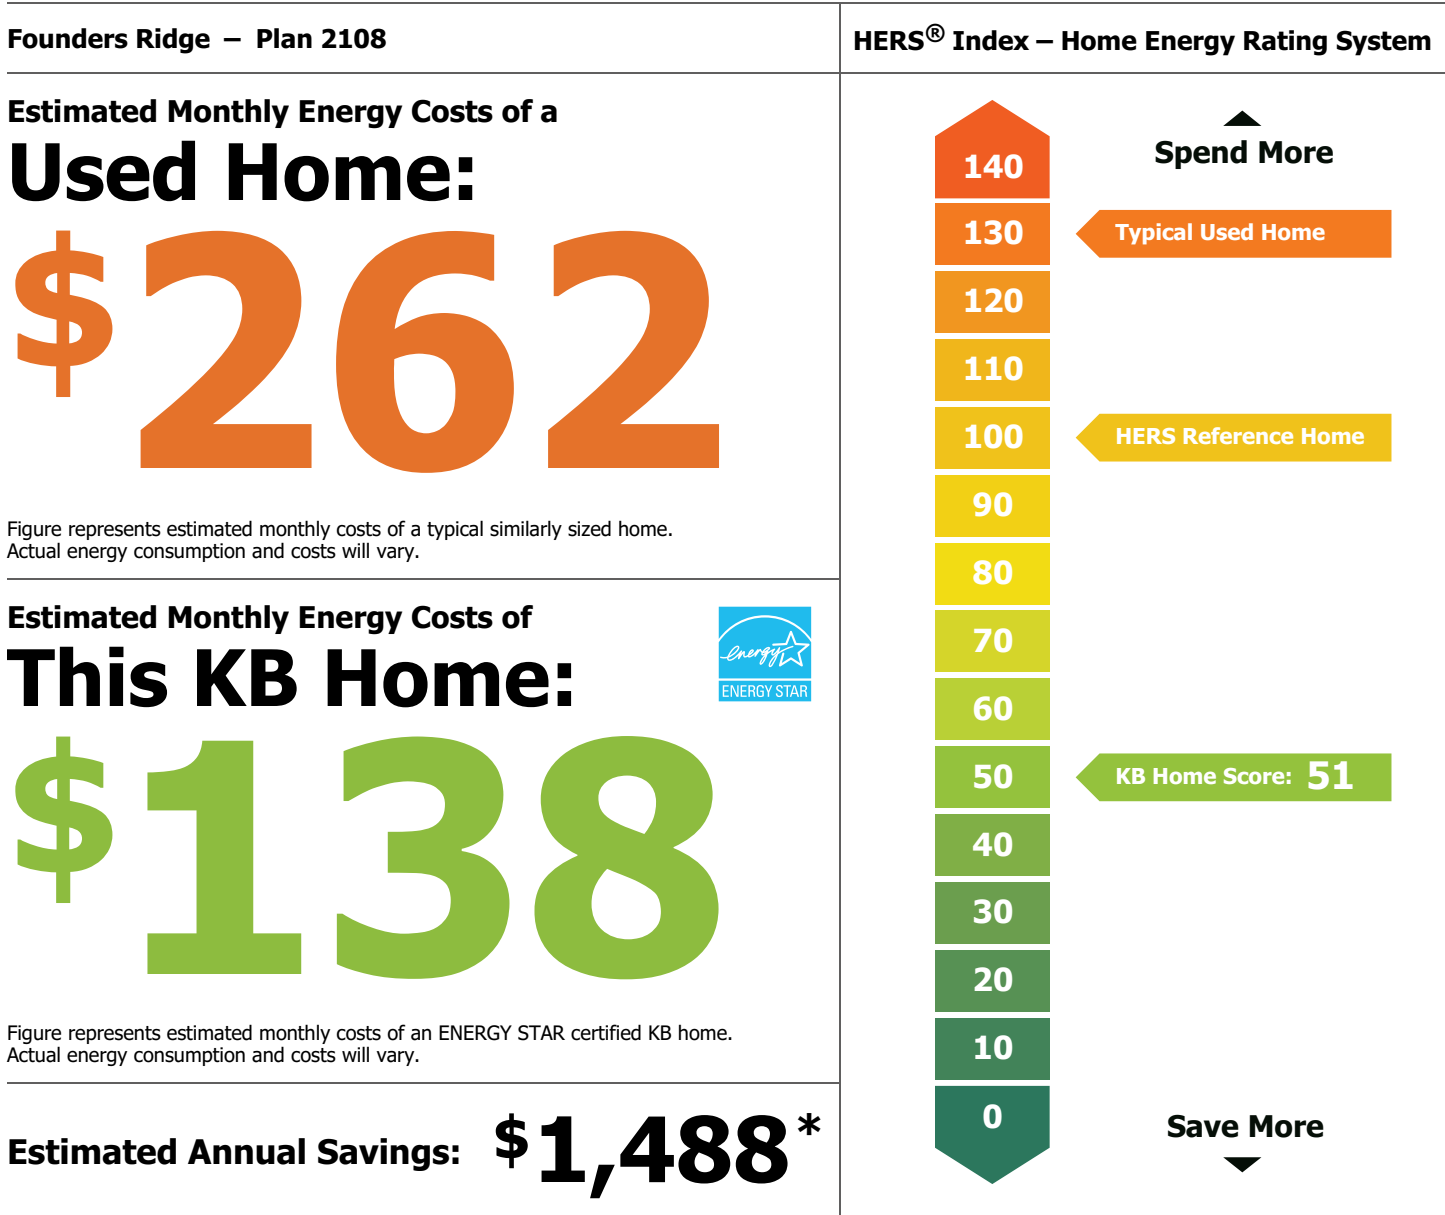 Founders Ridge – Plan 2108
Estimated Monthly Energy Costs of a
Used Home:
$262
Figure represents estimated monthly costs of a typical similarly sized home.
Actual energy consumption and costs will vary.
Estimated Monthly Energy Costs of
This KB Home:
energy
ENERGY STAR
$138
Figure represents estimated monthly costs of an ENERGY STAR certified KB home.
Actual energy consumption and costs will vary.
Estimated Annual Savings: $1,488*
HERS® Index – Home Energy Rating System
Spend More
140
130 Typical Used Home
120
110
100 HERS Reference Home
90
80
70
60
50 KB Home Score: 51
40
30
20
10
0
Save More